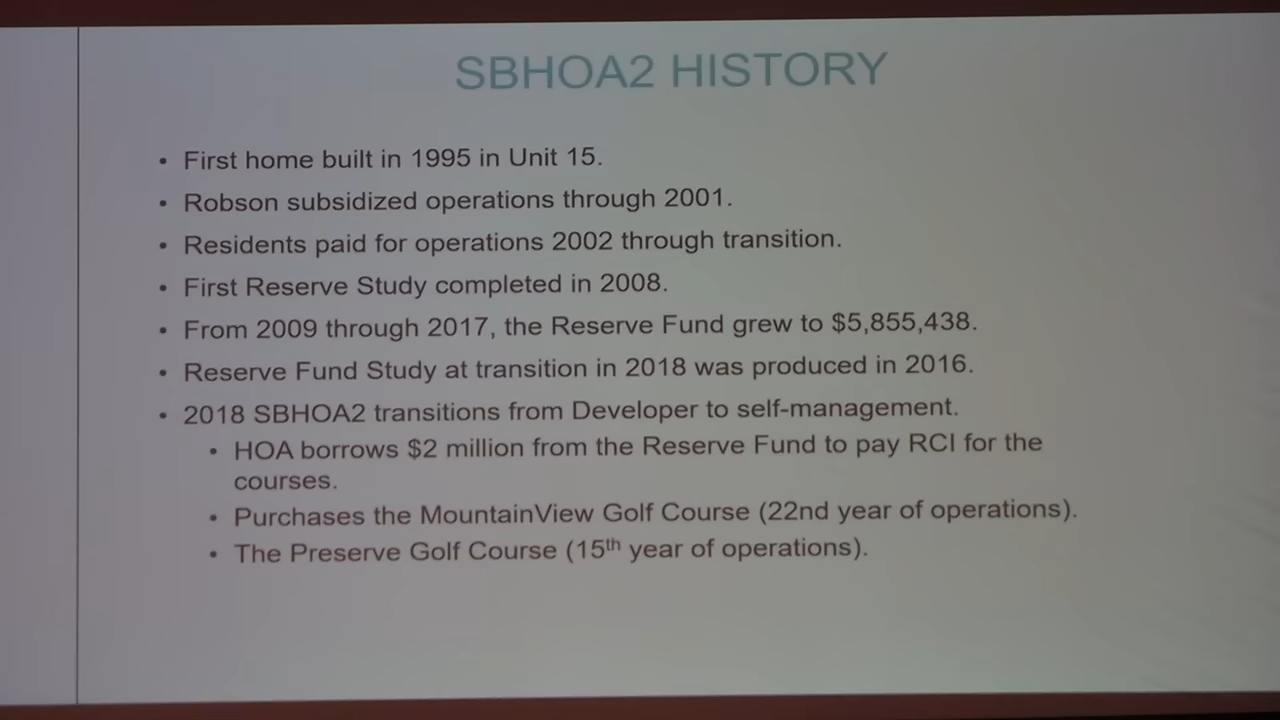 SBHOA2 HISTORY
• First home built in 1995 in Unit 15.
• Robson subsidized operations through 2001.
• Residents paid for operations 2002 through transition.
• First Reserve Study completed in 2008.
• From 2009 through 2017, the Reserve Fund grew to $5,855,438.
• Reserve Fund Study at transition in 2018 was produced in 2016.
• 2018 SBHOA2 transitions from Developer to self-management.
• HOA borrows $2 million from the Reserve Fund to pay RCI for the
courses.
• Purchases the MountainView Golf Course (22nd year of operations).
• The Preserve Golf Course (15th year of operations).